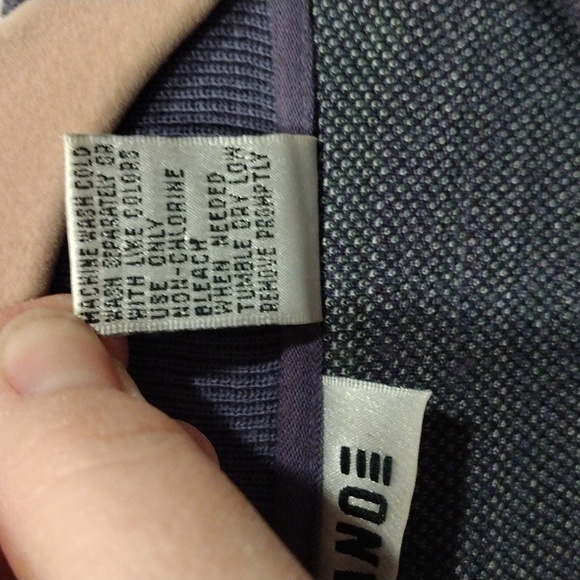 MACHINE WASH COLD
WASH SEPARATELY OR
WITH LIKE COLORS
USE ONLY
NON-CHLORINE
BLEACH
WHEN NEEDED
TUMBLE DRY LOW
REMOVE PROMPTLY